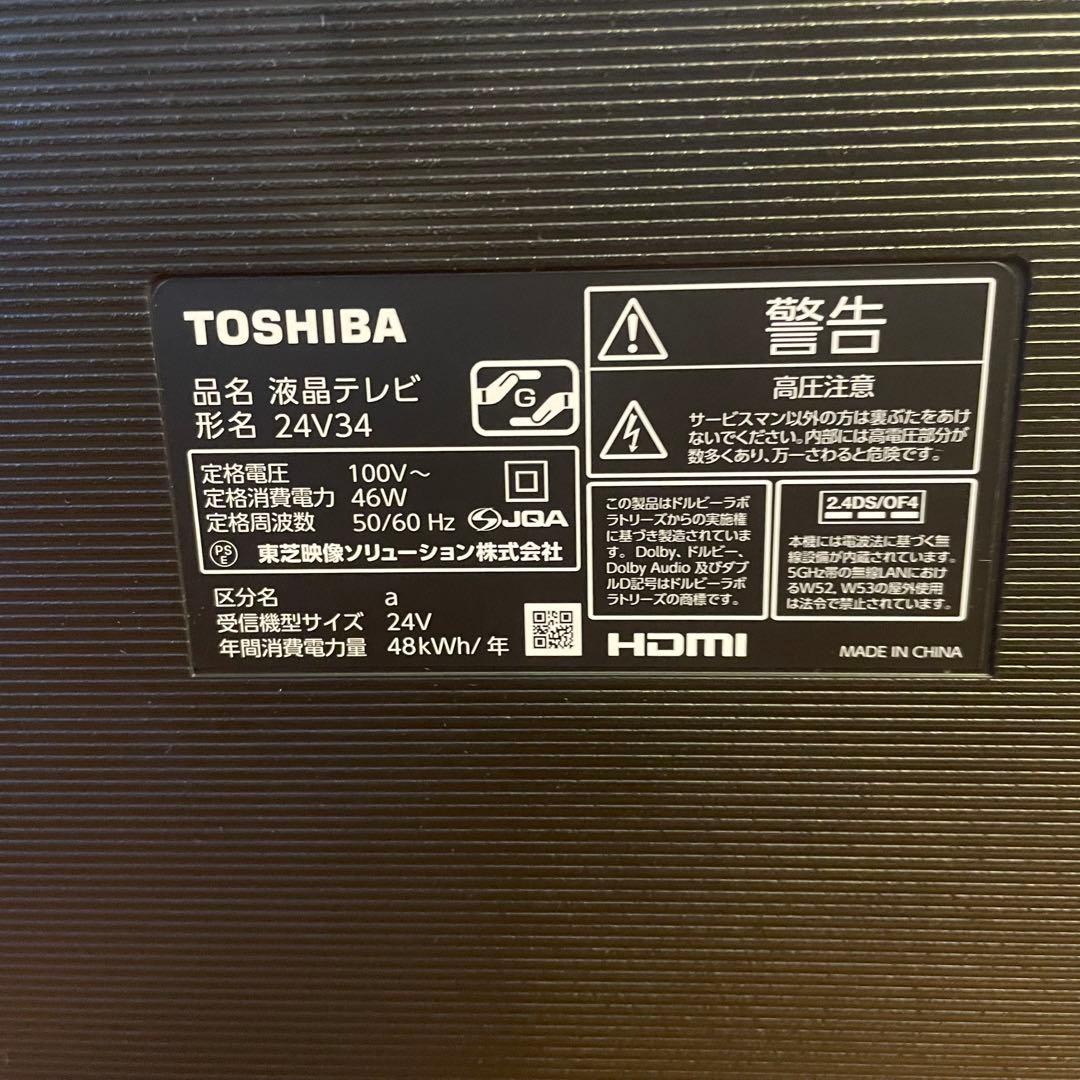 TOSHIBA
品名 液晶テレビ
形名 24V34
G
定格電圧 100V～
定格消費電力 46W
定格周波数 50/60 Hz
JQA
PS
E
東芝映像ソリューション株式会社
区分名 a
受信機型サイズ 24V
年間消費電力量 48kWh/年
警告
高圧注意
サービスマン以外の方は裏ぶたをあけ
ないでください。内部には高電圧部分が
数多くあり、万一さわると危険です。
この製品はドルビーラボ
ラトリーズからの実施権
に基づき製造されていま
す。Dolby、ドルビー、
Dolby Audio 及びダブ
ルD記号はドルビーラボ
ラトリーズの商標です。
2.4DS/OF4
本機には電波法に基づく無
線設備が内蔵されています。
5GHz帯の無線LANにおけ
るW52、W53の屋外使用
は法令で禁止されています。
HDMI
MADE IN CHINA